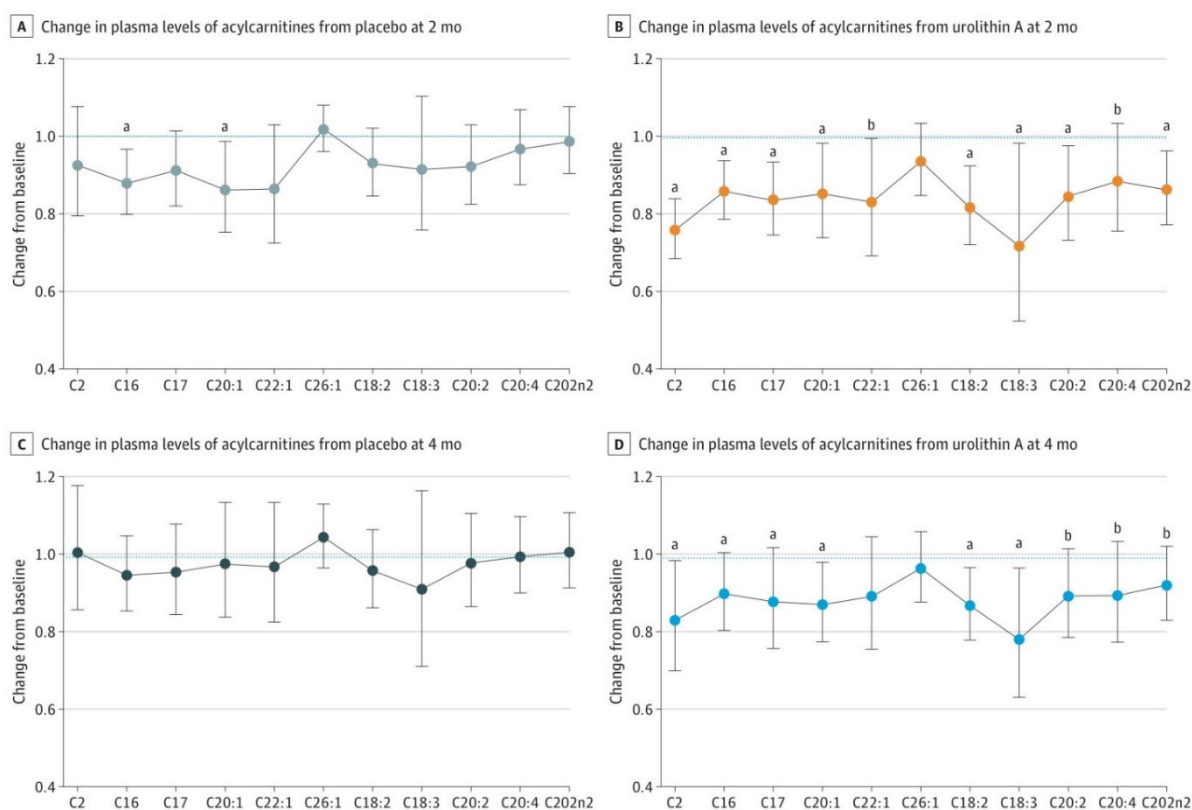 A Change in plasma levels of acylcarnitines from placebo at 2 mo
1.2
1.0
0.8
0.6
0.4
Change from baseline
a a
C2 C16 C17 C20:1 C22:1 C26:1 C18:2 C18:3 C20:2 C20:4 C202n2
B Change in plasma levels of acylcarnitines from urolithin A at 2 mo
1.2
1.0
0.8
0.6
0.4
Change from baseline
a a a a b a a a b a
C2 C16 C17 C20:1 C22:1 C26:1 C18:2 C18:3 C20:2 C20:4 C202n2
C Change in plasma levels of acylcarnitines from placebo at 4 mo
1.2
1.0
0.8
0.6
0.4
Change from baseline
C2 C16 C17 C20:1 C22:1 C26:1 C18:2 C18:3 C20:2 C20:4 C202n2
D Change in plasma levels of acylcarnitines from urolithin A at 4 mo
1.2
1.0
0.8
0.6
0.4
Change from baseline
a a a a a a b b b
C2 C16 C17 C20:1 C22:1 C26:1 C18:2 C18:3 C20:2 C20:4 C202n2